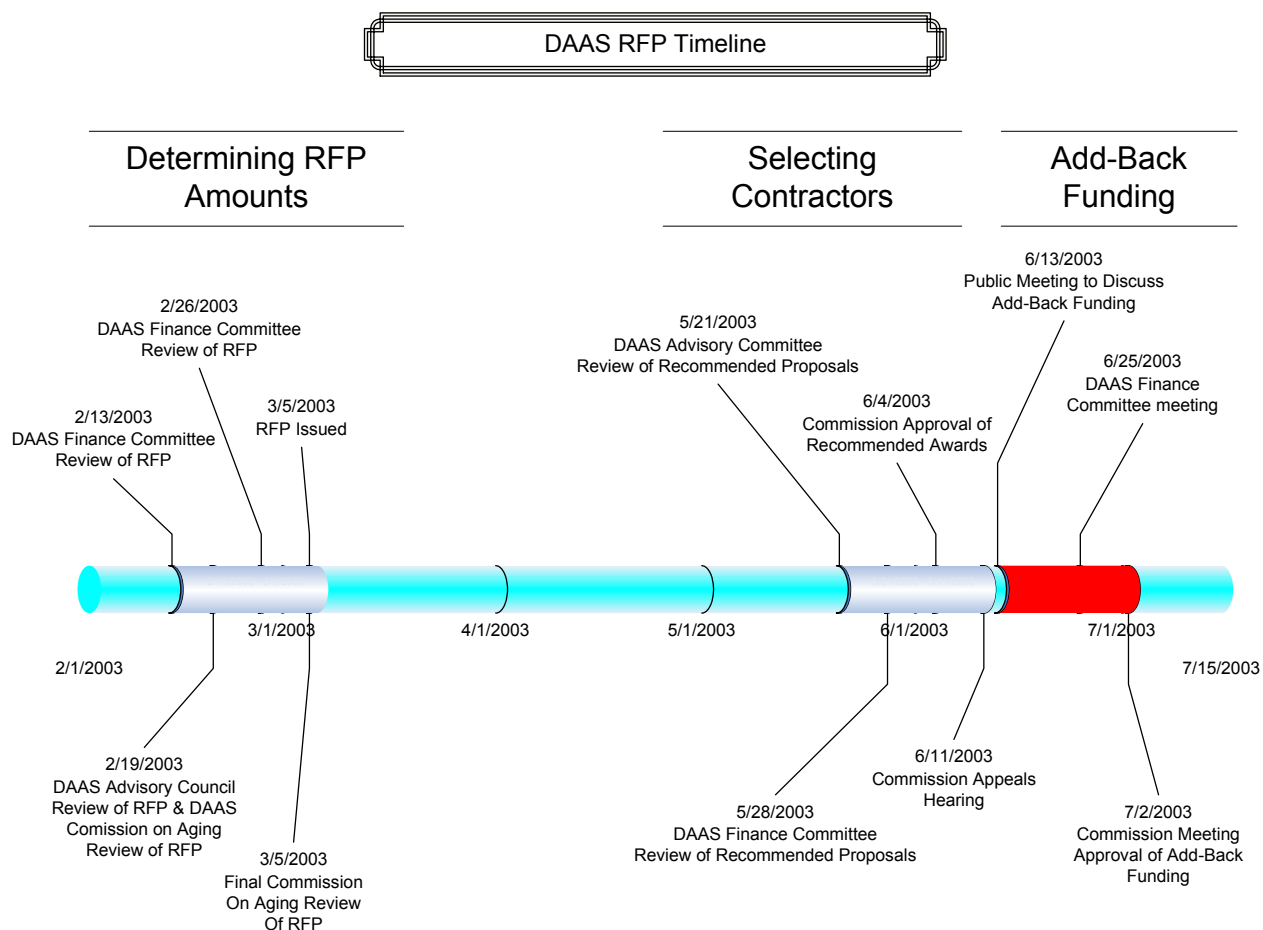 DAAS RFP Timeline
Determining RFP
Amounts
Selecting
Contractors
Add-Back
Funding
2/13/2003
DAAS Finance Committee
Review of RFP
2/26/2003
DAAS Finance Committee
Review of RFP
3/5/2003
RFP Issued
5/21/2003
DAAS Advisory Committee
Review of Recommended Proposals
6/4/2003
Commission Approval of
Recommended Awards
6/13/2003
Public Meeting to Discuss
Add-Back Funding
6/25/2003
DAAS Finance
Committee meeting
2/1/2003
3/1/2003
4/1/2003
5/1/2003
6/1/2003
7/1/2003
7/15/2003
2/19/2003
DAAS Advisory Council
Review of RFP & DAAS
Comission on Aging
Review of RFP
3/5/2003
Final Commission
On Aging Review
Of RFP
5/28/2003
DAAS Finance Committee
Review of Recommended Proposals
6/11/2003
Commission Appeals
Hearing
7/2/2003
Commission Meeting
Approval of Add-Back
Funding